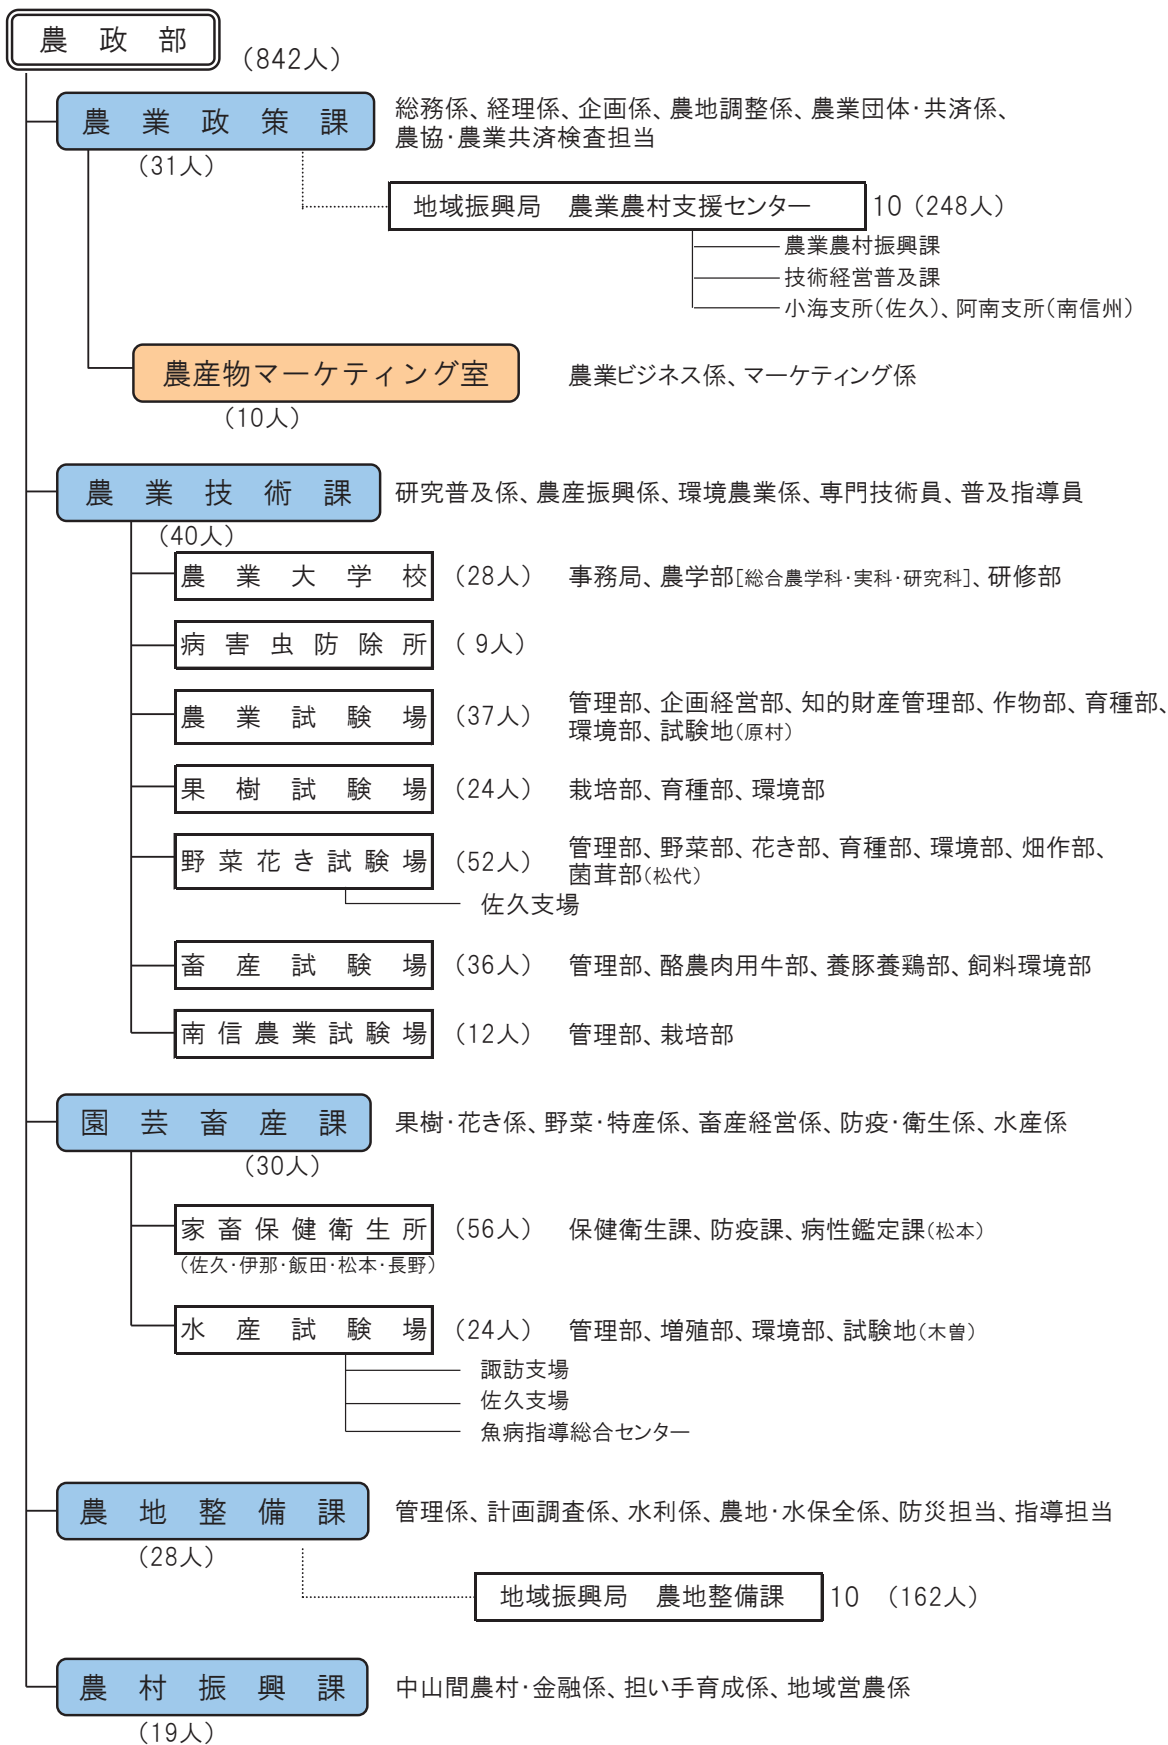 農政部
（842人）
農業政策課
（31人）
総務係、経理係、企画係、農地調整係、農業団体・共済係、
農協・農業共済検査担当
地域振興局　農業農村支援センター
10（248人）
農業農村振興課
技術経営普及課
小海支所（佐久）、阿南支所（南信州）
農産物マーケティング室
（10人）
農業ビジネス係、マーケティング係
農業技術課
（40人）
研究普及係、農産振興係、環境農業係、専門技術員、普及指導員
農業大学校
（28人）
事務局、農学部[総合農学科・実科・研究科]、研修部
病害虫防除所
（ 9人）
農業試験場
（37人）
管理部、企画経営部、知的財産管理部、作物部、育種部、
環境部、試験地（原村）
果樹試験場
（24人）
栽培部、育種部、環境部
野菜花き試験場
（52人）
管理部、野菜部、花き部、育種部、環境部、畑作部、
菌茸部（松代）
佐久支場
畜産試験場
（36人）
管理部、酪農肉用牛部、養豚養鶏部、飼料環境部
南信農業試験場
（12人）
管理部、栽培部
園芸畜産課
（30人）
果樹・花き係、野菜・特産係、畜産経営係、防疫・衛生係、水産係
家畜保健衛生所
（56人）
保健衛生課、防疫課、病性鑑定課（松本）
（佐久・伊那・飯田・松本・長野）
水産試験場
（24人）
管理部、増殖部、環境部、試験地（木曽）
諏訪支場
佐久支場
魚病指導総合センター
農地整備課
（28人）
管理係、計画調査係、水利係、農地・水保全係、防災担当、指導担当
地域振興局　農地整備課
10　（162人）
農村振興課
（19人）
中山間農村・金融係、担い手育成係、地域営農係